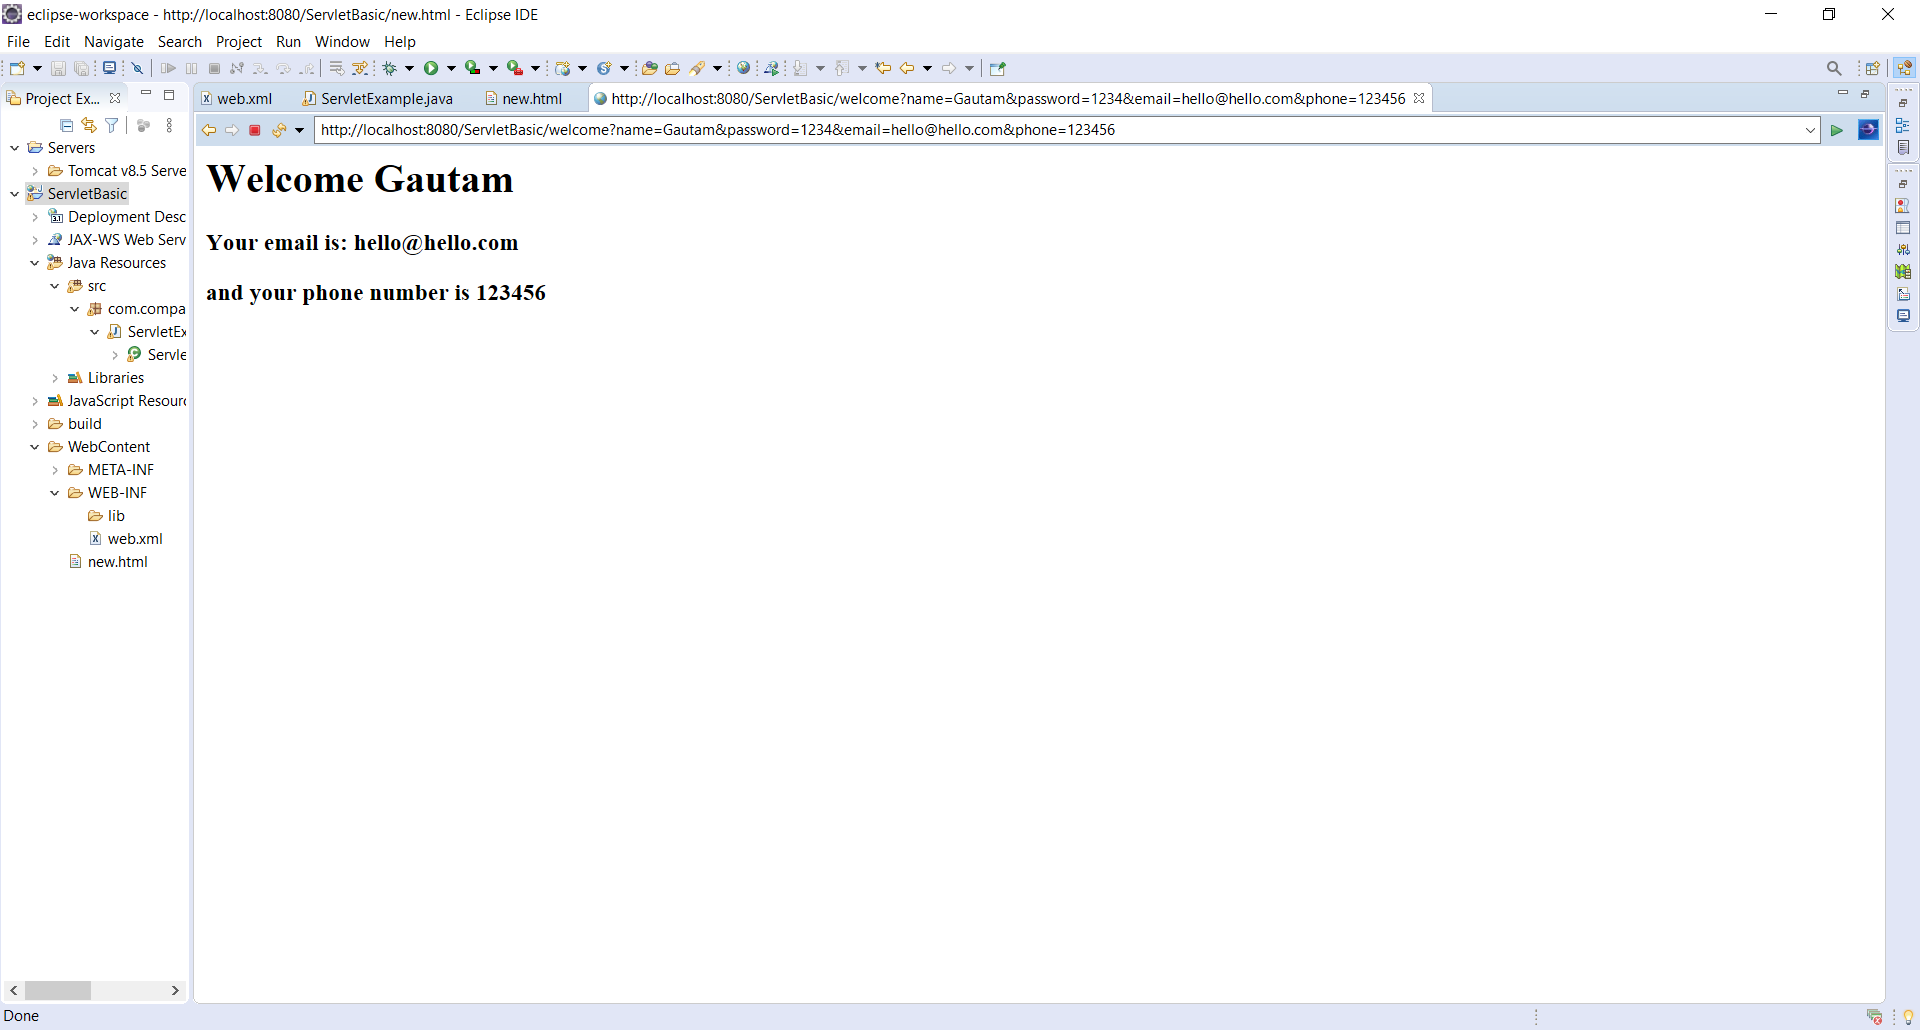 eclipse-workspace - http://localhost:8080/ServletBasic/new.html - Eclipse IDE
File Edit Navigate Search Project Run Window Help
Project Ex...
web.xml
ServletExample.java
new.html
http://localhost:8080/ServletBasic/welcome?name=Gautam&password=1234&email=hello@hello.com&phone=123456
http://localhost:8080/ServletBasic/welcome?name=Gautam&password=1234&email=hello@hello.com&phone=123456
Servers
Tomcat v8.5 Serve
ServletBasic
Deployment Desc
JAX-WS Web Serv
Java Resources
src
com.compa
ServletEx
Servle
Libraries
JavaScript Resourc
build
WebContent
META-INF
WEB-INF
lib
web.xml
new.html
Welcome Gautam
Your email is: hello@hello.com
and your phone number is 123456
Done